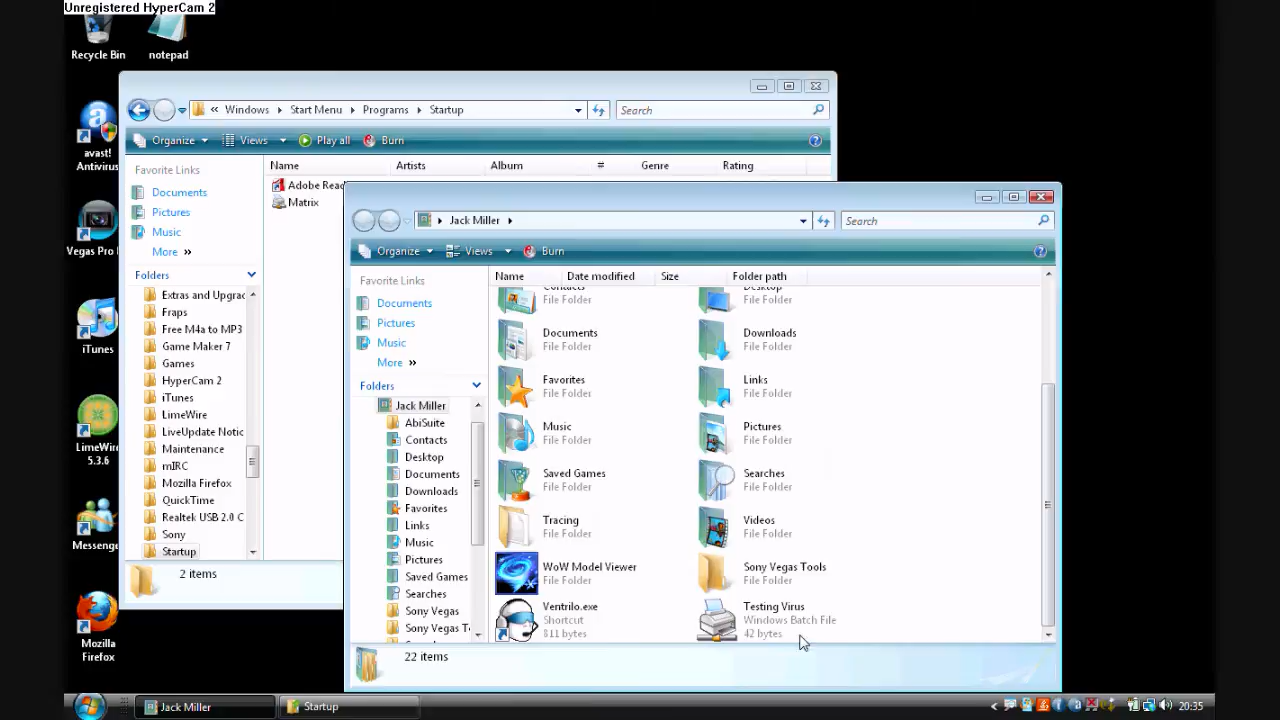 Unregistered HyperCam 2
Recycle Bin
notepad
avast!
Antivirus
Vegas Pro
iTunes
LimeWire
5.3.6
Messenge
Mozilla
Firefox
« Windows Start Menu Programs Startup
Search
Organize Views Play all Burn
Favorite Links
Documents
Pictures
Music
More »
Folders
Extras and Upgrac
Fraps
Free M4a to MP3
Game Maker 7
Games
HyperCam 2
iTunes
LimeWire
LiveUpdate Notic
Maintenance
mIRC
Mozilla Firefox
QuickTime
Realtek USB 2.0 C
Sony
Startup
Name Artists Album # Genre Rating
Adobe Read
Matrix
2 items
Jack Miller
Search
Organize Views Burn
Favorite Links
Documents
Pictures
Music
More »
Folders
Jack Miller
AbiSuite
Contacts
Desktop
Documents
Downloads
Favorites
Links
Music
Pictures
Saved Games
Searches
Sony Vegas
Sony Vegas T
Name Date modified Size Folder path
Contacts
File Folder
Desktop
File Folder
Documents
File Folder
Downloads
File Folder
Favorites
File Folder
Links
File Folder
Music
File Folder
Pictures
File Folder
Saved Games
File Folder
Searches
File Folder
Tracing
File Folder
Videos
File Folder
WoW Model Viewer
File Folder
Sony Vegas Tools
File Folder
Ventrilo.exe
Shortcut
811 bytes
Testing Virus
Windows Batch File
42 bytes
22 items
Jack Miller
Startup
20:35